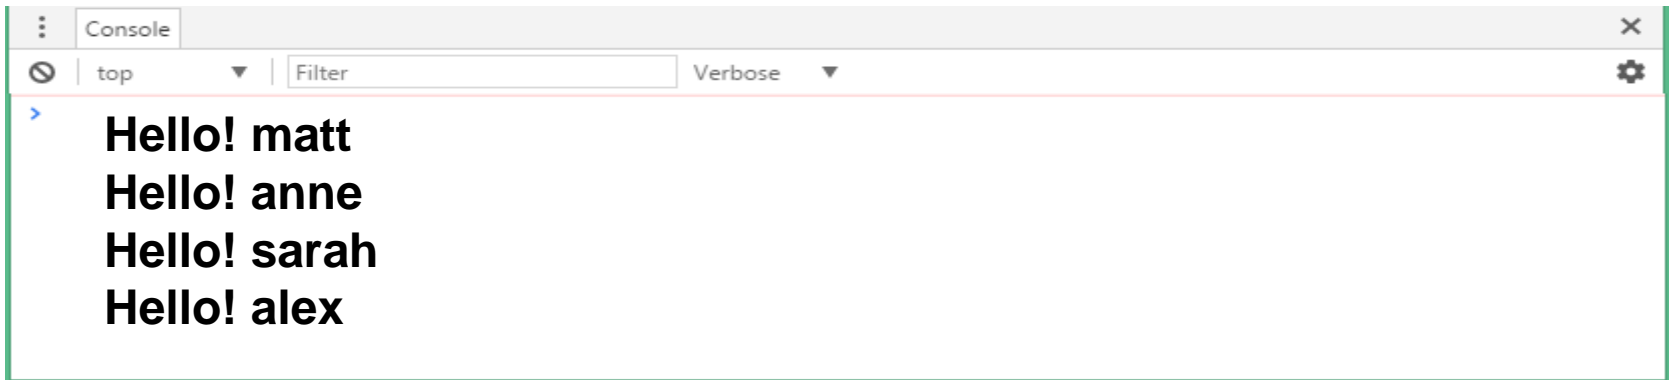 Console
top Filter Verbose
Hello! matt
Hello! anne
Hello! sarah
Hello! alex